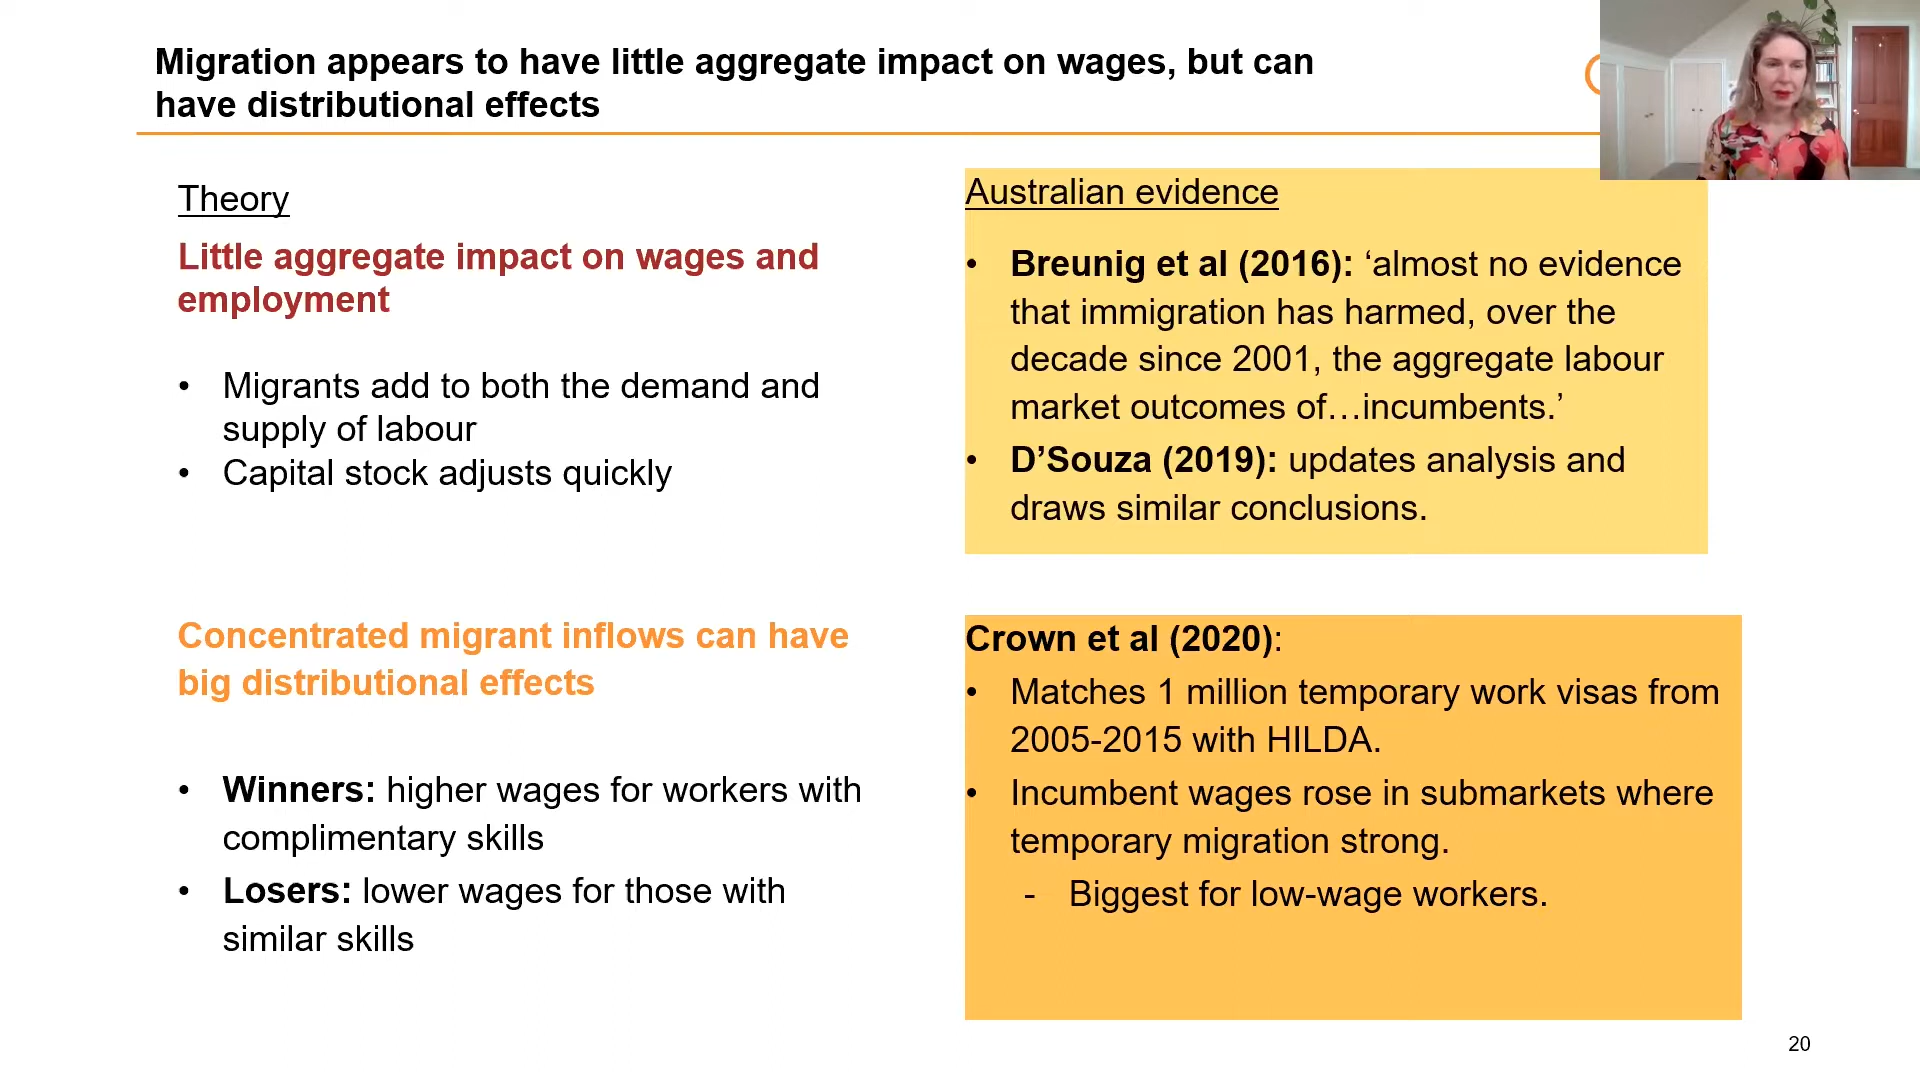 Migration appears to have little aggregate impact on wages, but can
have distributional effects
Theory
Little aggregate impact on wages and
employment
• Migrants add to both the demand and
supply of labour
• Capital stock adjusts quickly
Concentrated migrant inflows can have
big distributional effects
• Winners: higher wages for workers with
complimentary skills
• Losers: lower wages for those with
similar skills
Australian evidence
• Breunig et al (2016): ‘almost no evidence
that immigration has harmed, over the
decade since 2001, the aggregate labour
market outcomes of…incumbents.’
• D’Souza (2019): updates analysis and
draws similar conclusions.
Crown et al (2020):
• Matches 1 million temporary work visas from
2005-2015 with HILDA.
• Incumbent wages rose in submarkets where
temporary migration strong.
- Biggest for low-wage workers.
20